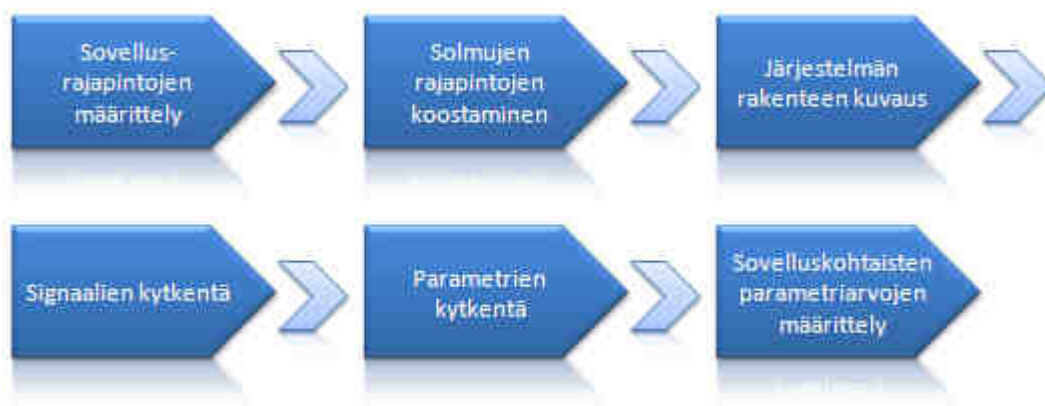 Sovellus-
rajapintojen
määrittely
Solmujen
rajapintojen
koostaminen
Järjestelmän
rakenteen kuvaus
Signaalien kytkentä
Parametrien
kytkentä
Sovelluskohtaisten
parametriarvojen
määrittely